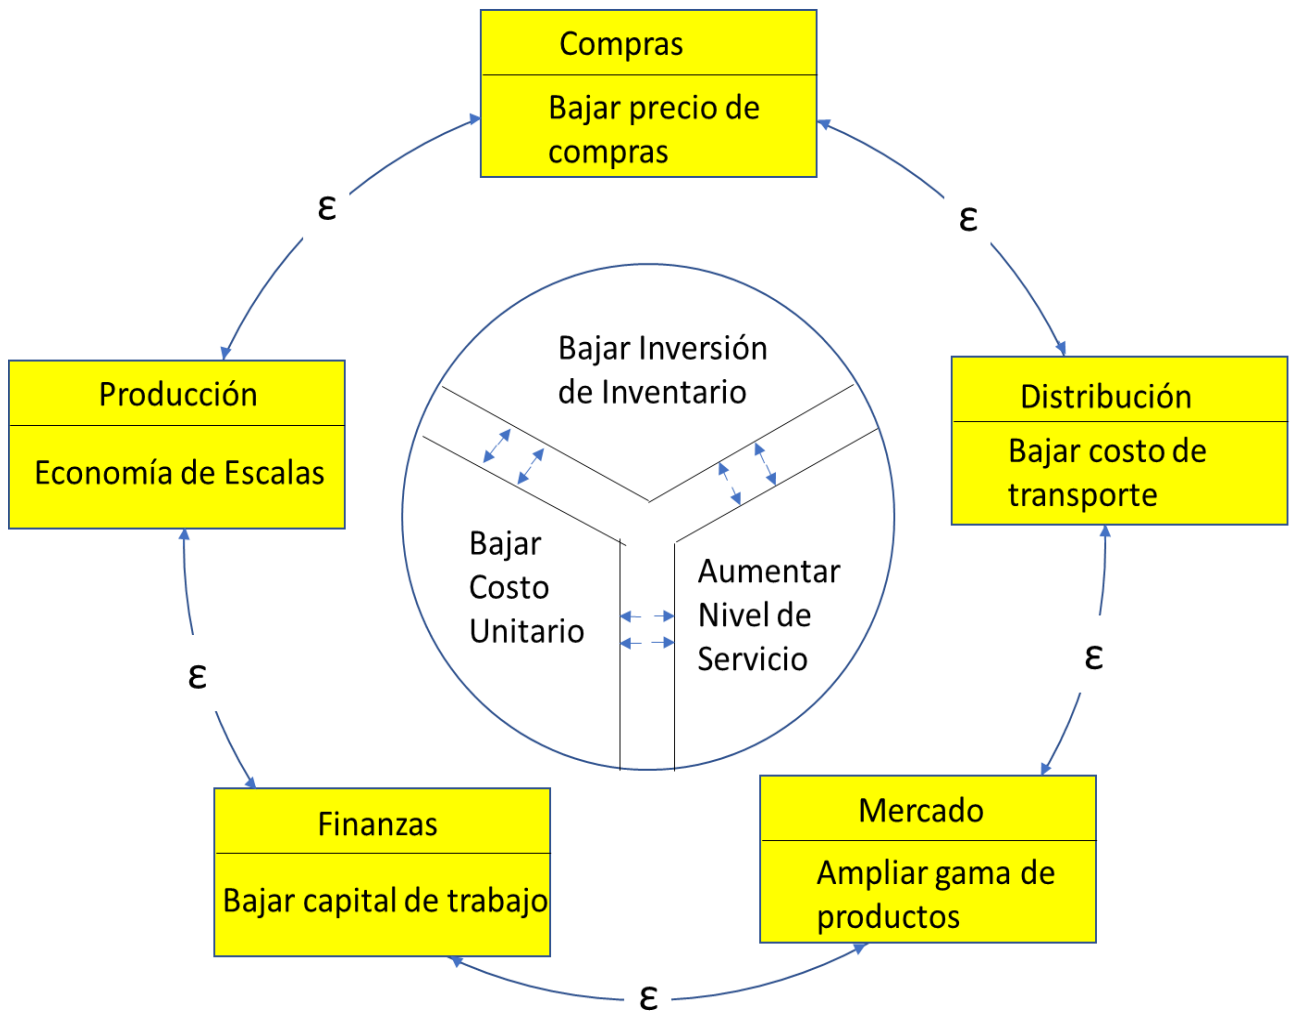 Compras
Bajar precio de
compras
ε
ε
Bajar Inversión
de Inventario
Producción
Economía de Escalas
Distribución
Bajar costo de
transporte
Bajar
Costo
Unitario
Aumentar
Nivel de
Servicio
ε
ε
Finanzas
Bajar capital de trabajo
Mercado
Ampliar gama de
productos
ε